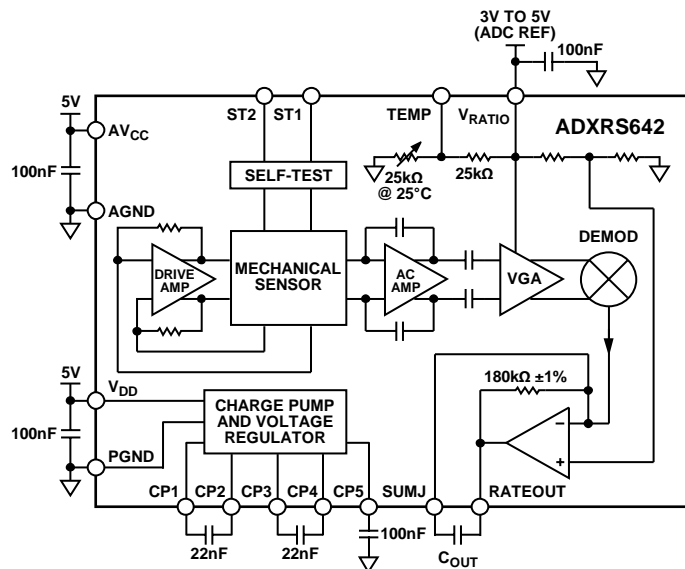 3V TO 5V
(ADC REF)
100nF
5V
ST2 ST1 TEMP VRATIO
ADXRS642
AVCC
100nF
SELF-TEST
25kΩ
@ 25°C
25kΩ
AGND
DEMOD
DRIVE
AMP
MECHANICAL
SENSOR
AC
AMP
VGA
5V
VDD
180kΩ ±1%
CHARGE PUMP
AND VOLTAGE
REGULATOR
100nF
–
+
PGND
CP1 CP2 CP3 CP4 CP5 SUMJ RATEOUT
22nF 22nF 100nF
COUT